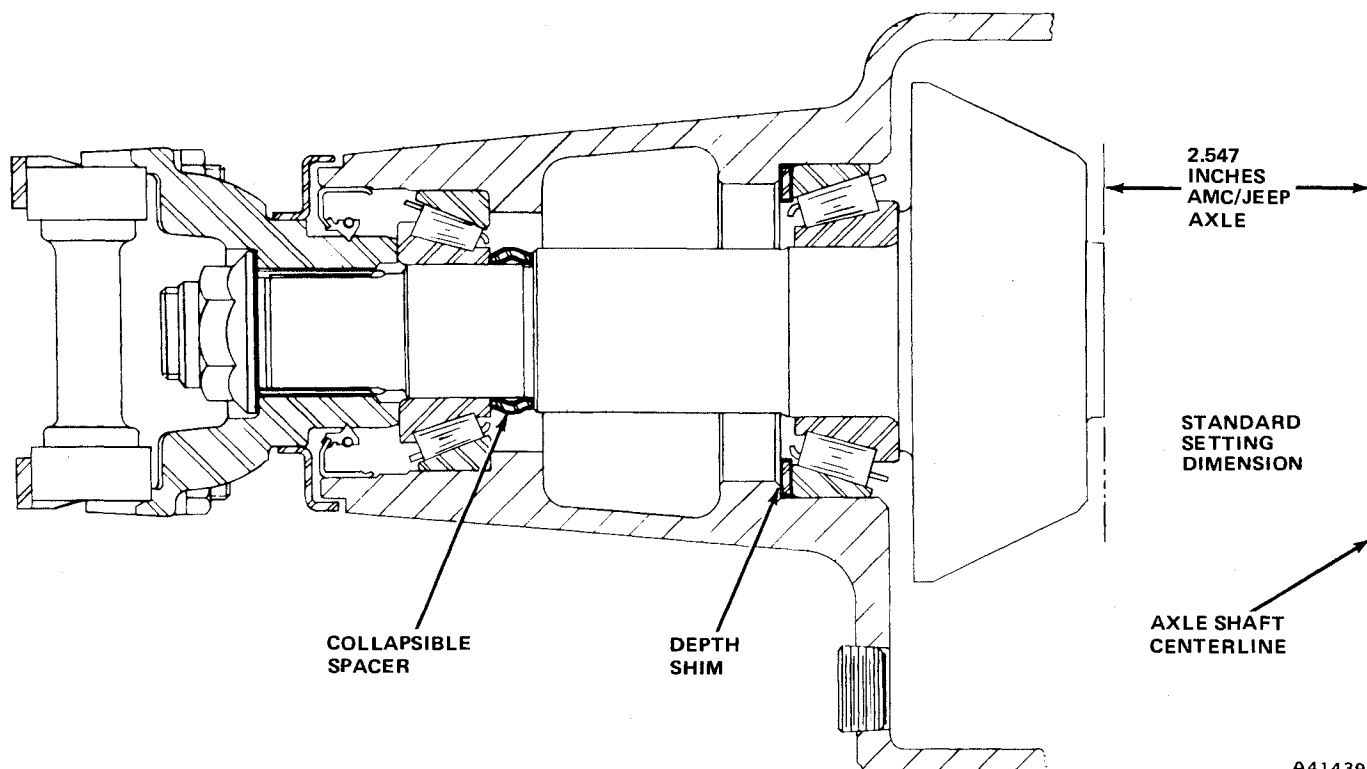 2.547
INCHES
AMC/JEEP
AXLE
STANDARD
SETTING
DIMENSION
COLLAPSIBLE
SPACER
DEPTH
SHIM
AXLE SHAFT
CENTERLINE